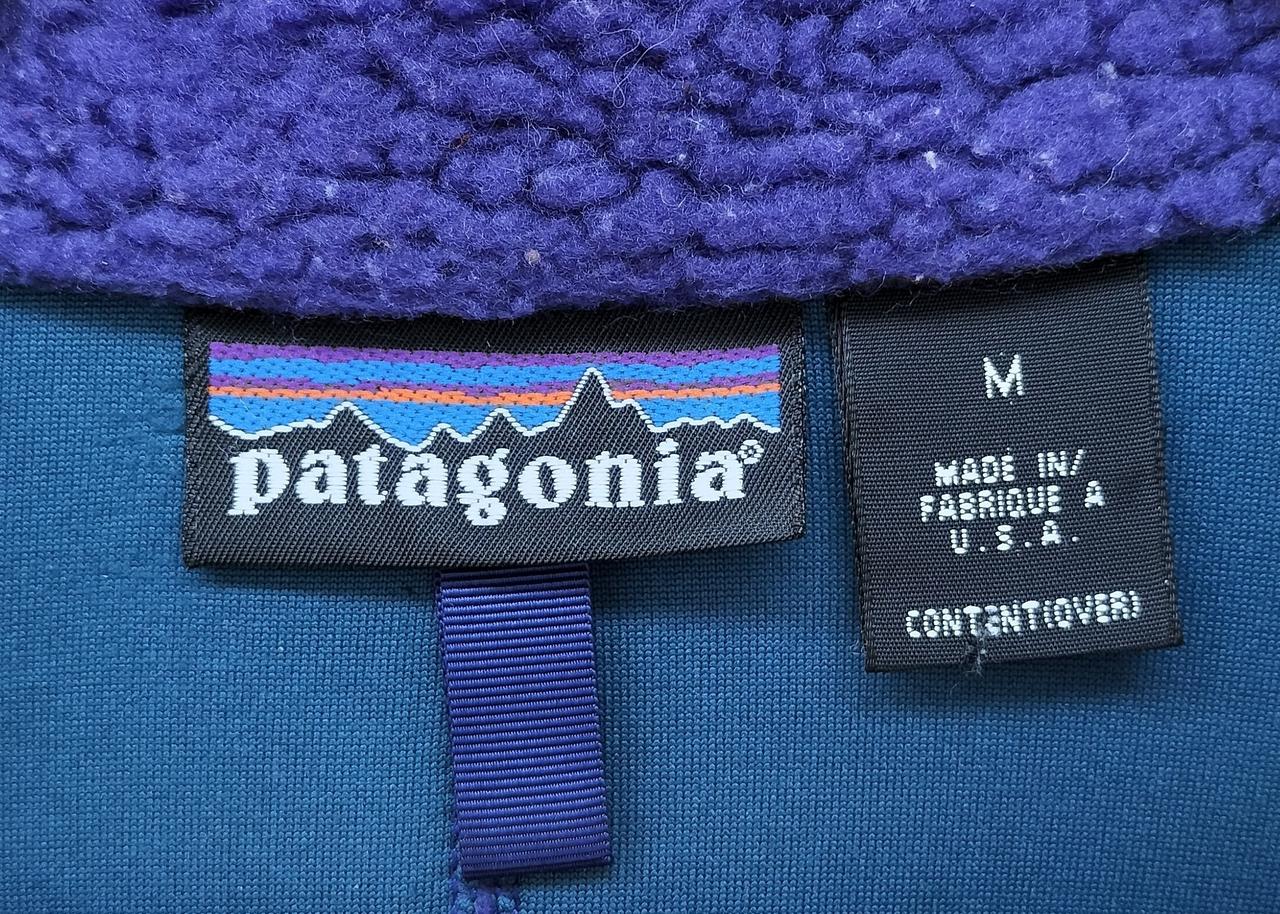 patagonia®
M
MADE IN/
FABRIQUE A
U.S.A.
CONTENT(OVER)